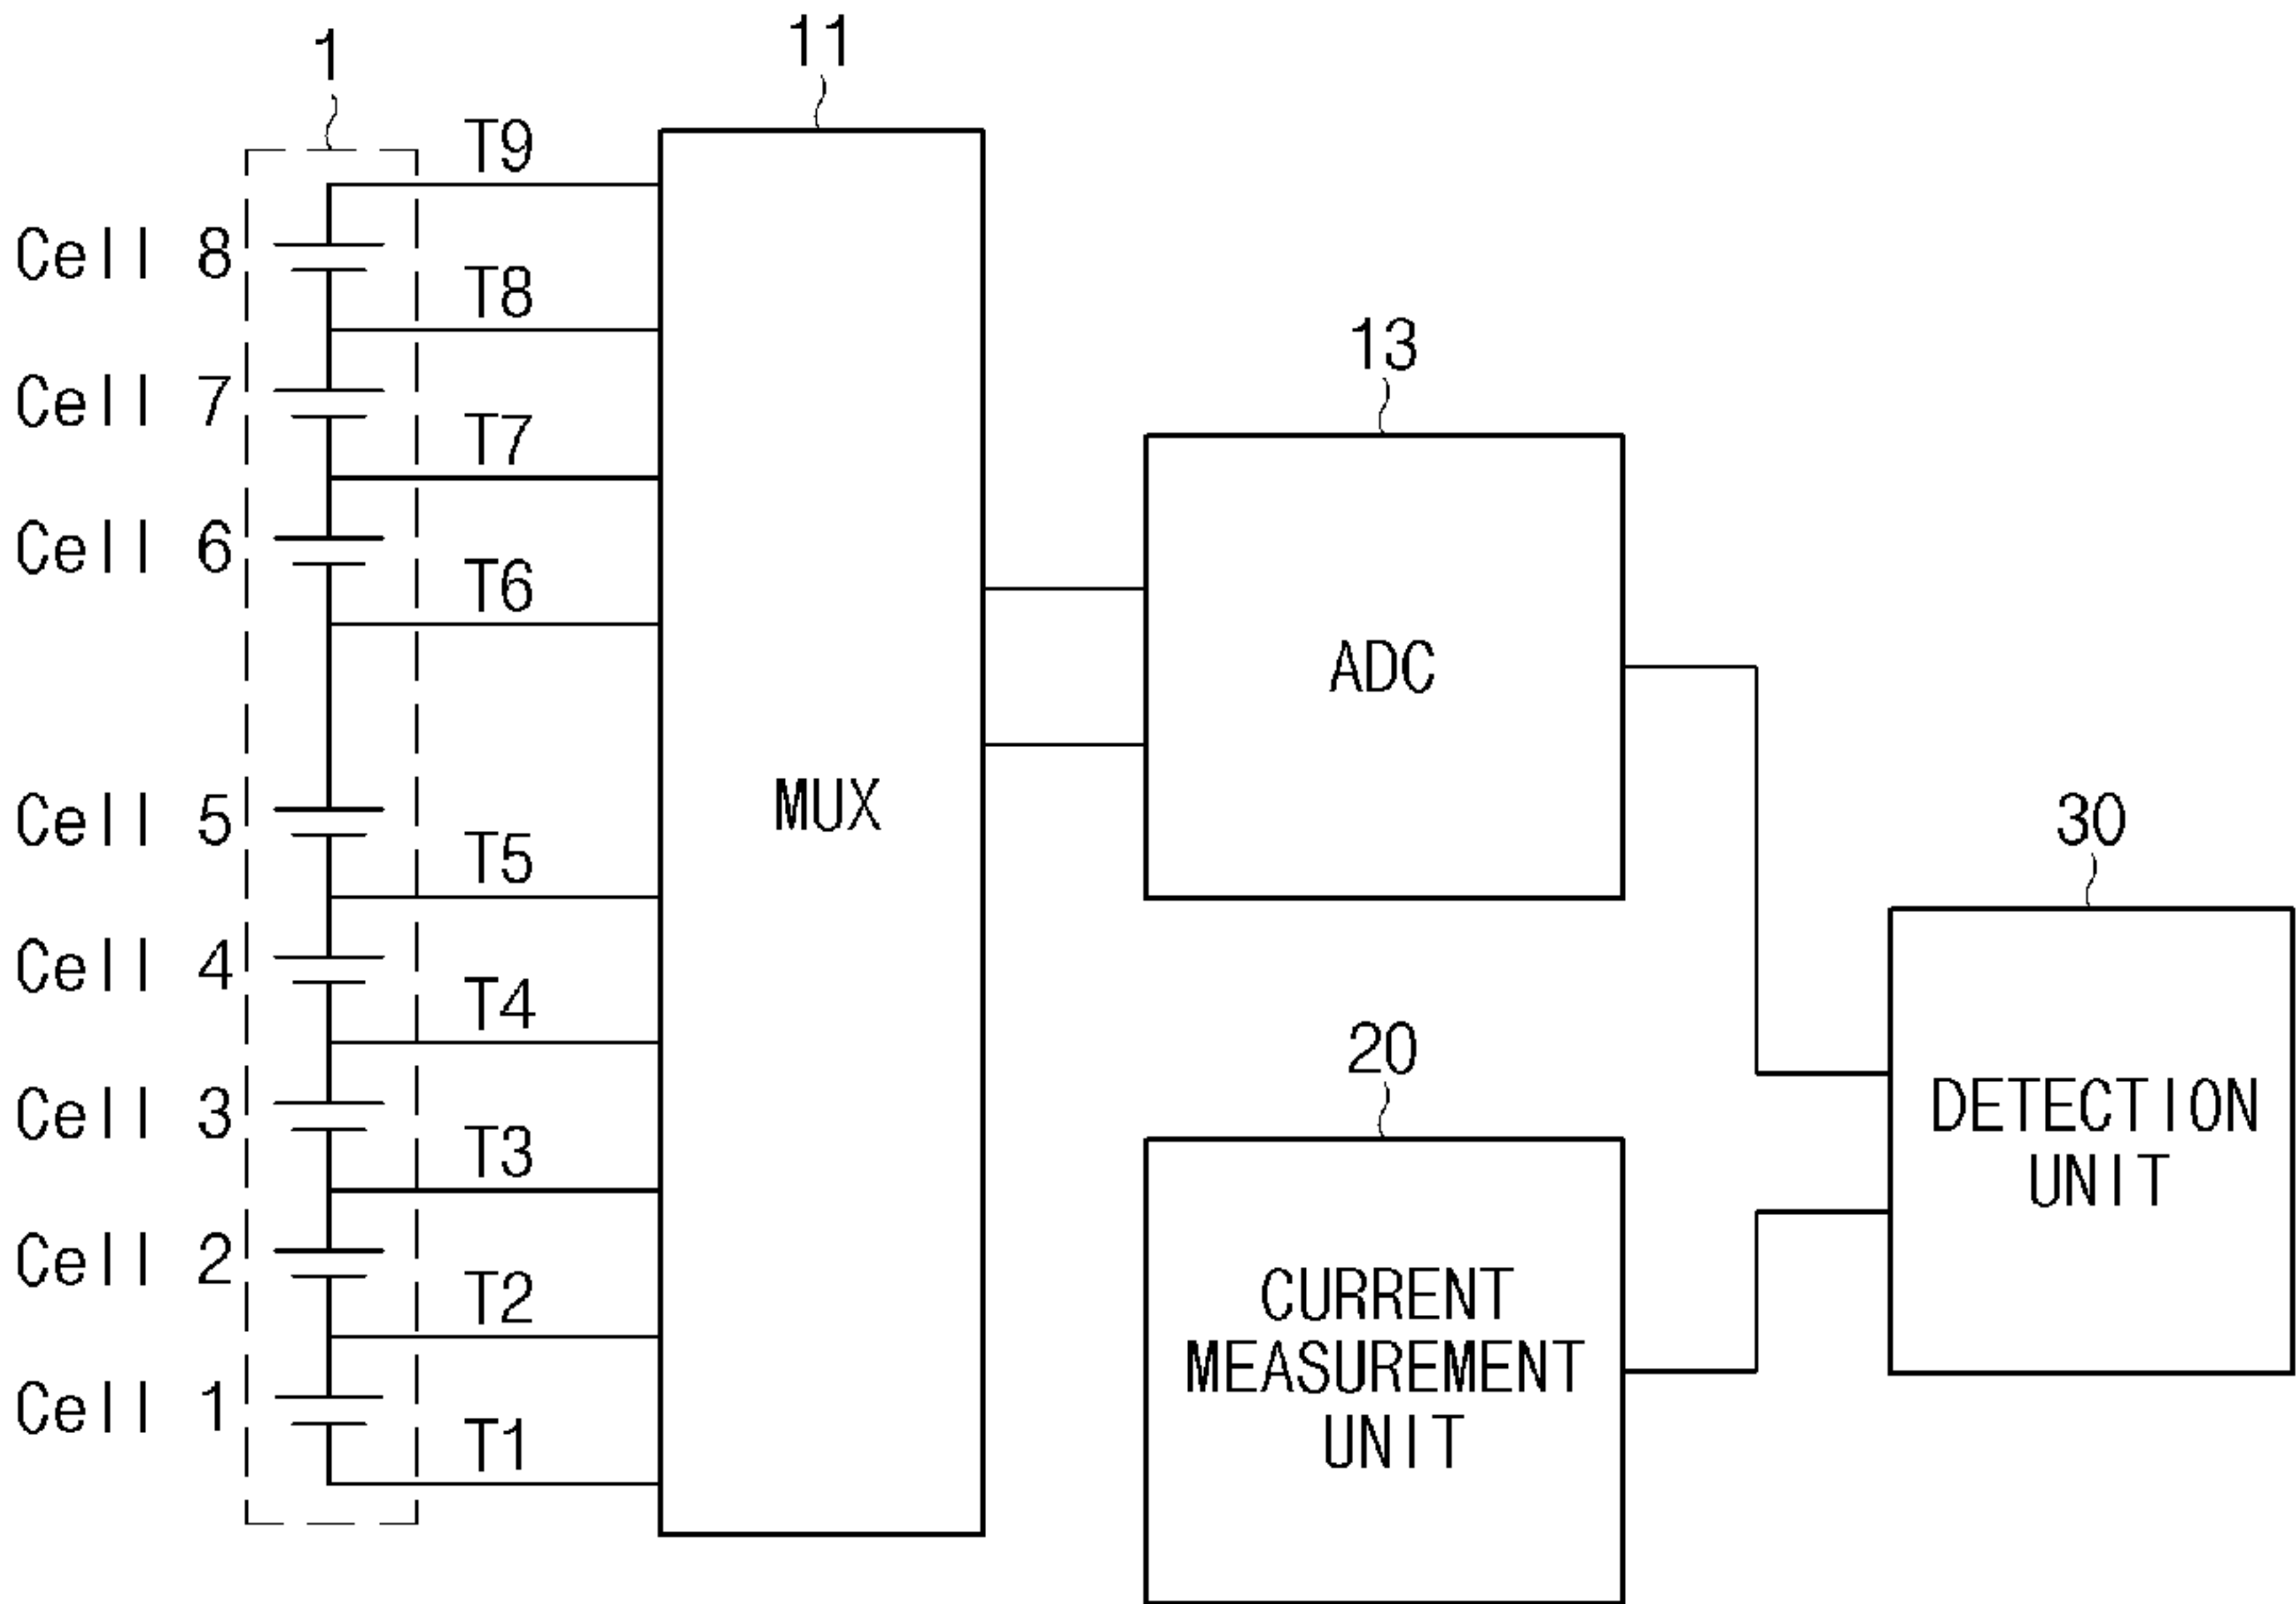 1
11
T9
Cell 8
T8
13
Cell 7
T7
Cell 6
T6
ADC
MUX
Cell 5
30
T5
Cell 4
T4
20
Cell 3
DETECTION
UNIT
T3
Cell 2
T2
CURRENT
MEASUREMENT
UNIT
Cell 1
T1